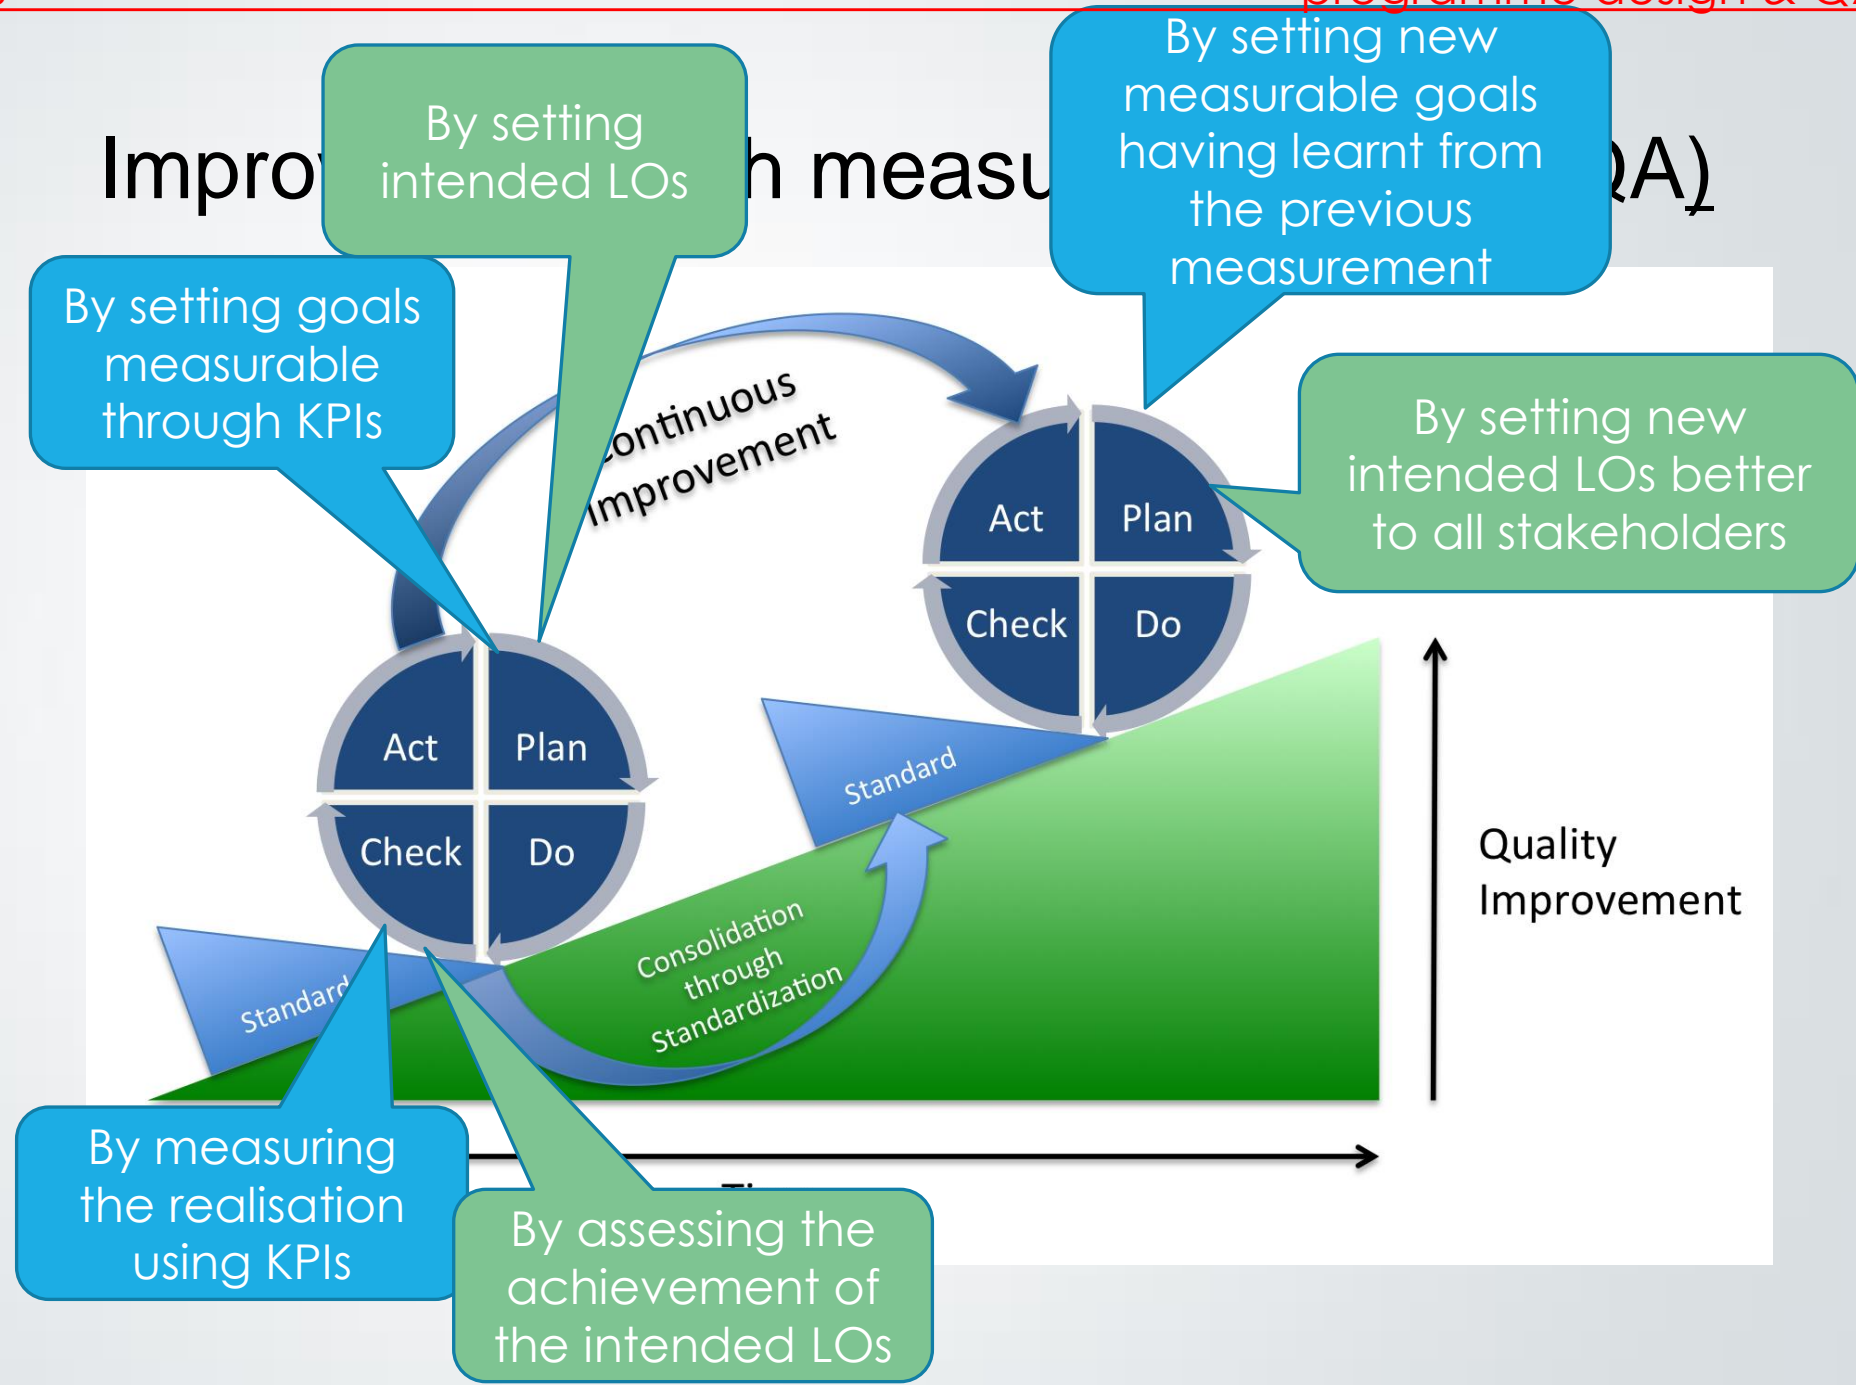 By setting new
measurable goals
having learnt from
the previous
measurement
By setting
intended LOs
measu
By setting goals
measurable
through KPIs
Continuous
Improvement
By setting new
intended LOs better
to all stakeholders
Act Plan
Check Do
Act Plan
Check Do
Standard
Standard
Consolidation
through
Standardization
Quality
Improvement
By measuring
the realisation
using KPIs
By assessing the
achievement of
the intended LOs